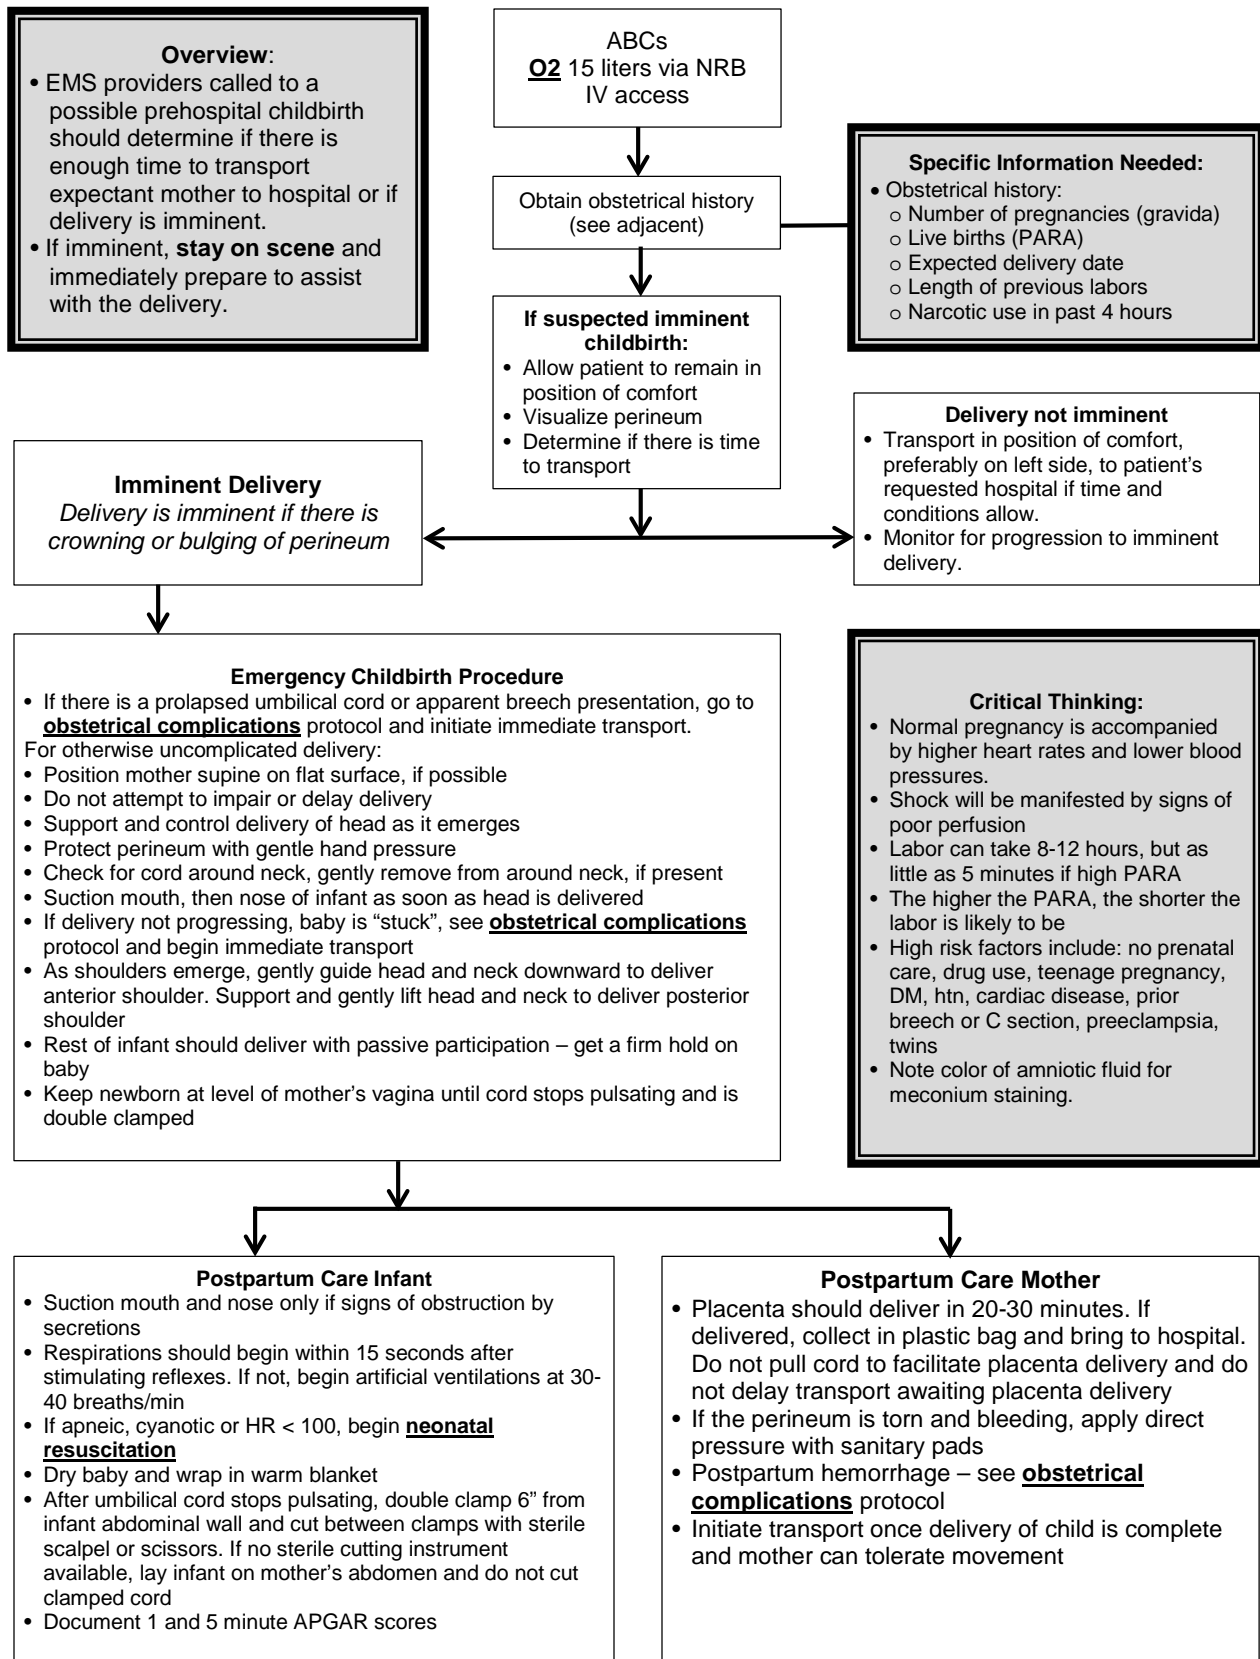 Overview:
• EMS providers called to a
possible prehospital childbirth
should determine if there is
enough time to transport
expectant mother to hospital or if
delivery is imminent.
• If imminent, stay on scene and
immediately prepare to assist
with the delivery.
ABCs
O2 15 liters via NRB
IV access
Obtain obstetrical history
(see adjacent)
Specific Information Needed:
• Obstetrical history:
o Number of pregnancies (gravida)
o Live births (PARA)
o Expected delivery date
o Length of previous labors
o Narcotic use in past 4 hours
If suspected imminent
childbirth:
• Allow patient to remain in
position of comfort
• Visualize perineum
• Determine if there is time
to transport
Delivery not imminent
• Transport in position of comfort,
preferably on left side, to patient’s
requested hospital if time and
conditions allow.
• Monitor for progression to imminent
delivery.
Imminent Delivery
Delivery is imminent if there is
crowning or bulging of perineum
Emergency Childbirth Procedure
• If there is a prolapsed umbilical cord or apparent breech presentation, go to
obstetrical complications protocol and initiate immediate transport.
For otherwise uncomplicated delivery:
• Position mother supine on flat surface, if possible
• Do not attempt to impair or delay delivery
• Support and control delivery of head as it emerges
• Protect perineum with gentle hand pressure
• Check for cord around neck, gently remove from around neck, if present
• Suction mouth, then nose of infant as soon as head is delivered
• If delivery not progressing, baby is “stuck”, see obstetrical complications
protocol and begin immediate transport
• As shoulders emerge, gently guide head and neck downward to deliver
anterior shoulder. Support and gently lift head and neck to deliver posterior
shoulder
• Rest of infant should deliver with passive participation – get a firm hold on
baby
• Keep newborn at level of mother’s vagina until cord stops pulsating and is
double clamped
Critical Thinking:
• Normal pregnancy is accompanied
by higher heart rates and lower blood
pressures.
• Shock will be manifested by signs of
poor perfusion
• Labor can take 8-12 hours, but as
little as 5 minutes if high PARA
• The higher the PARA, the shorter the
labor is likely to be
• High risk factors include: no prenatal
care, drug use, teenage pregnancy,
DM, htn, cardiac disease, prior
breech or C section, preeclampsia,
twins
• Note color of amniotic fluid for
meconium staining.
Postpartum Care Infant
• Suction mouth and nose only if signs of obstruction by
secretions
• Respirations should begin within 15 seconds after
stimulating reflexes. If not, begin artificial ventilations at 30-
40 breaths/min
• If apneic, cyanotic or HR < 100, begin neonatal
resuscitation
• Dry baby and wrap in warm blanket
• After umbilical cord stops pulsating, double clamp 6” from
infant abdominal wall and cut between clamps with sterile
scalpel or scissors. If no sterile cutting instrument
available, lay infant on mother’s abdomen and do not cut
clamped cord
• Document 1 and 5 minute APGAR scores
Postpartum Care Mother
• Placenta should deliver in 20-30 minutes. If
delivered, collect in plastic bag and bring to hospital.
Do not pull cord to facilitate placenta delivery and do
not delay transport awaiting placenta delivery
• If the perineum is torn and bleeding, apply direct
pressure with sanitary pads
• Postpartum hemorrhage – see obstetrical
complications protocol
• Initiate transport once delivery of child is complete
and mother can tolerate movement